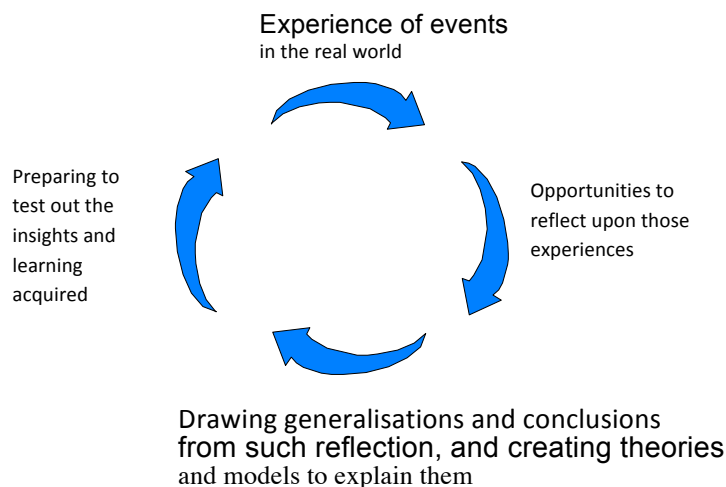 Experience of events
in the real world
Preparing to
test out the
insights and
learning
acquired
Opportunities to
reflect upon those
experiences
Drawing generalisations and conclusions
from such reflection, and creating theories
and models to explain them